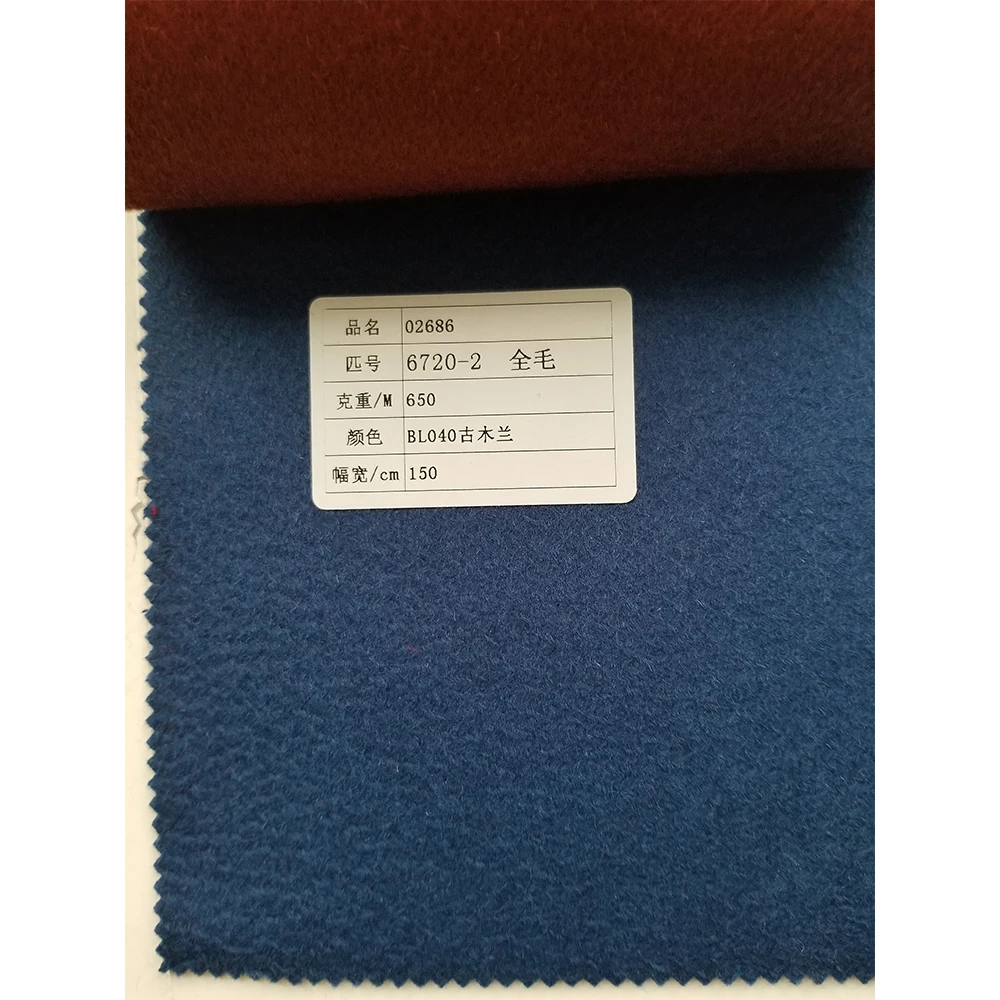 品名 02686
匹号 6720-2 全毛
克重/M 650
颜色 BL040古木兰
幅宽/cm 150